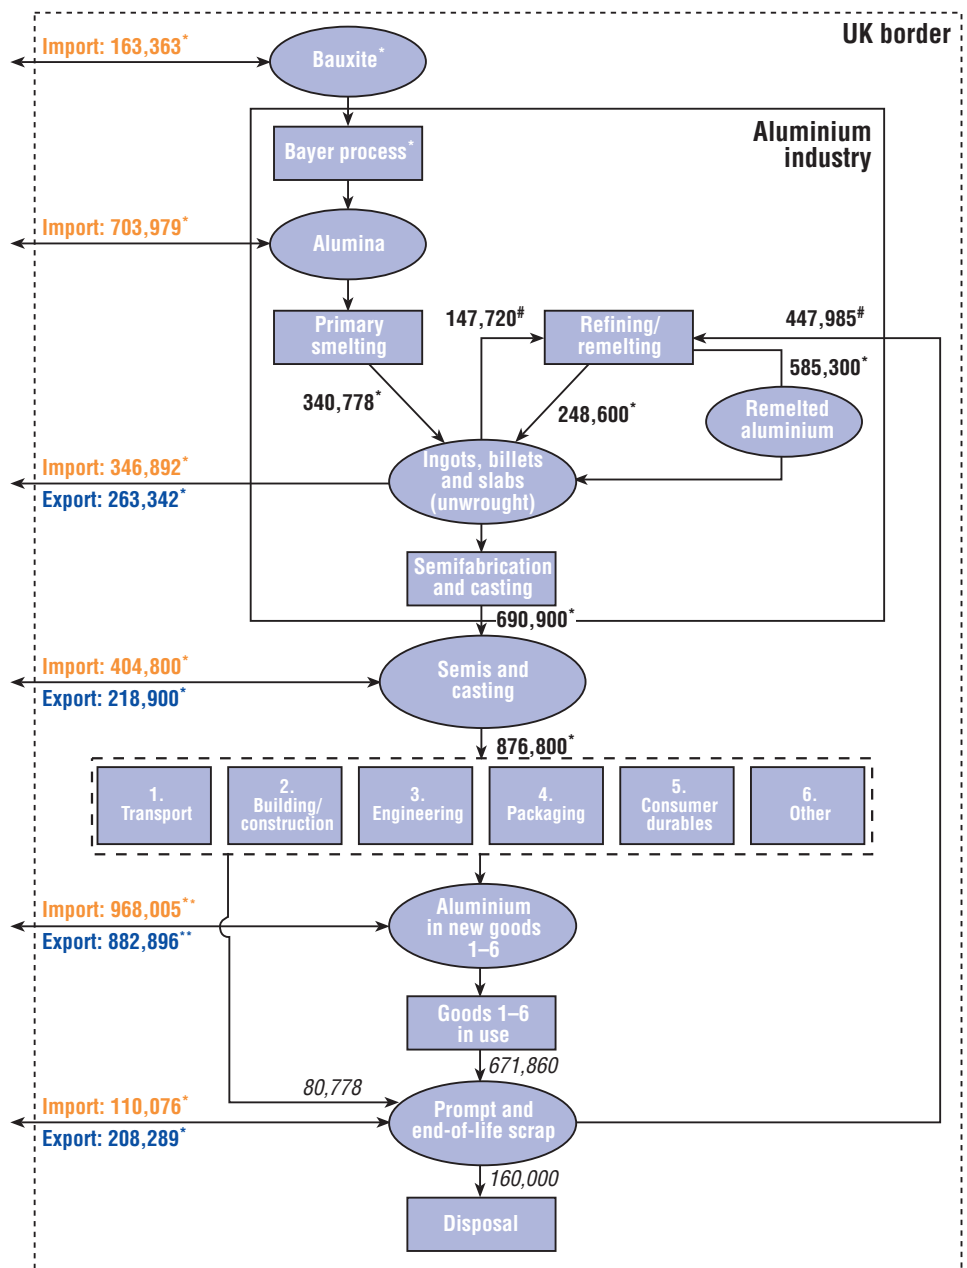 UK border
Import: 163,363*
Bauxite*
Aluminium
industry
Bayer process*
Import: 703,979*
Alumina
147,720#
447,985#
Primary
smelting
Refining/
remelting
585,300*
340,778*
248,600*
Remelted
aluminium
Import: 346,892*
Export: 263,342*
Ingots, billets
and slabs
(unwrought)
Semifabrication
and casting
690,900*
Import: 404,800*
Export: 218,900*
Semis and
casting
876,800*
1.
Transport
2.
Building/
construction
3.
Engineering
4.
Packaging
5.
Consumer
durables
6.
Other
Import: 968,005**
Export: 882,896**
Aluminium
in new goods
1–6
Goods 1–6
in use
671,860
80,778
Import: 110,076*
Export: 208,289*
Prompt and
end-of-life scrap
160,000
Disposal